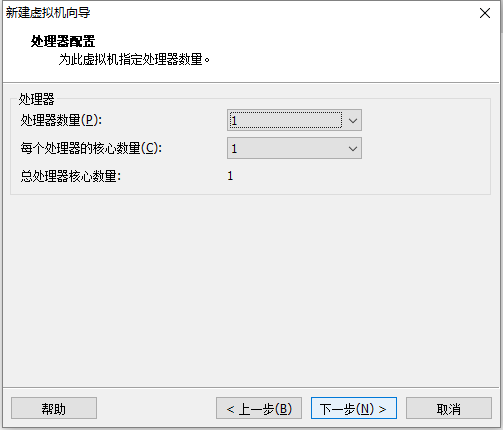 新建虚拟机向导
处理器配置
为此虚拟机指定处理器数量。
处理器
处理器数量(P):
1
每个处理器的核心数量(C):
1
总处理器核心数量:
1
帮助
< 上一步(B)
下一步(N) >
取消